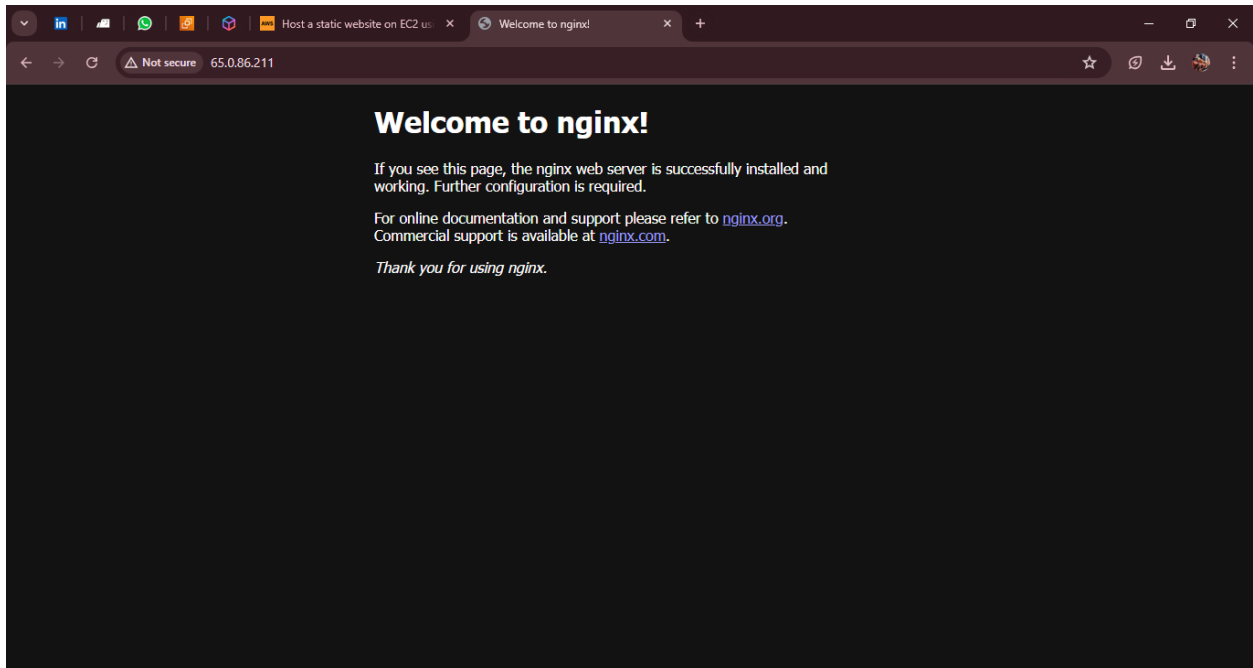 in
AWS
Host a static website on EC2 us
Welcome to nginx!
Not secure
65.0.86.211
Welcome to nginx!
If you see this page, the nginx web server is successfully installed and
working. Further configuration is required.
For online documentation and support please refer to nginx.org.
Commercial support is available at nginx.com.
Thank you for using nginx.